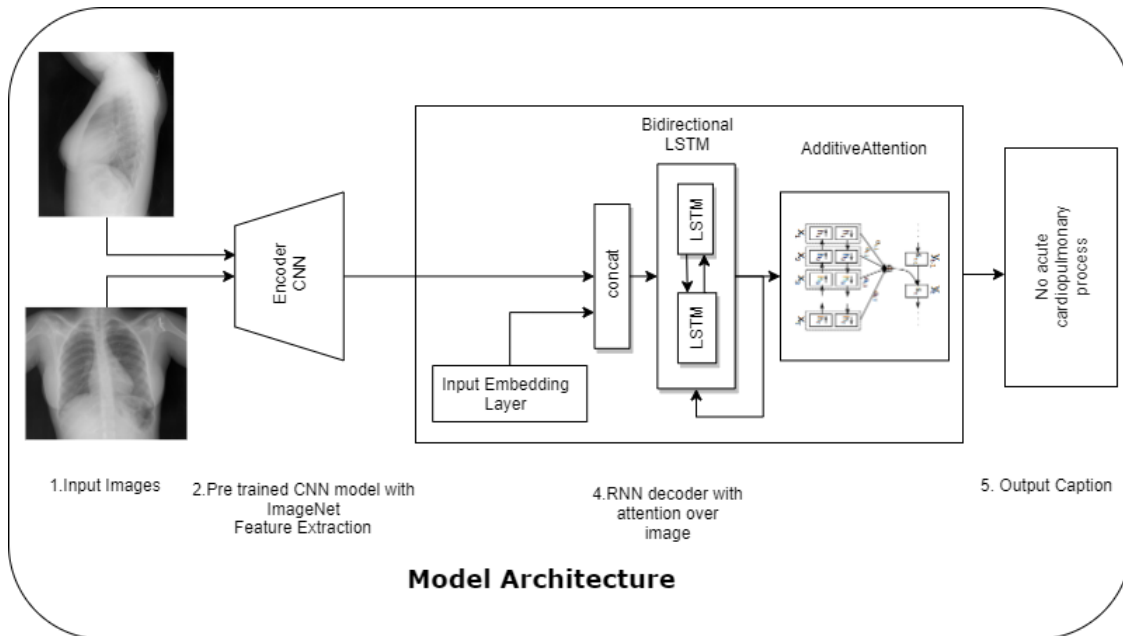 Bidirectional
LSTM
AdditiveAttention
Encoder
CNN
concat
LSTM
LSTM
Input Embedding
Layer
No acute
cardiopulmonary
process
1.Input Images
2.Pre trained CNN model with
ImageNet
Feature Extraction
4.RNN decoder with
attention over
image
5. Output Caption
Model Architecture